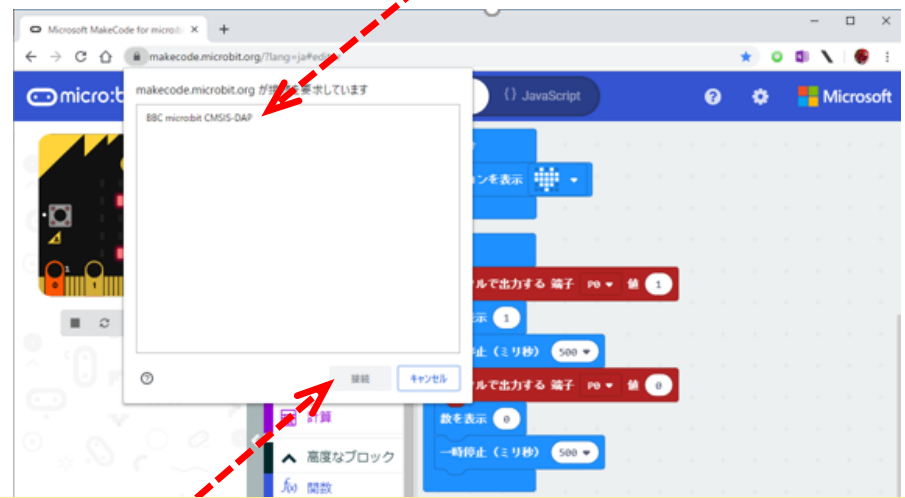 Microsoft MakeCode for micro:b
makecode.microbit.org/?lang=ja#ed
micro:b
{} JavaScript
Microsoft
makecode.microbit.org が接続を要求しています
BBC micro:bit CMSIS-DAP
接続
キャンセル
ンを表示
ルで出力する 端子 P0 値 1
示 1
止 (ミリ秒) 500
ルで出力する 端子 P0 値 0
数を表示 0
一時停止 (ミリ秒) 500
0 1
計算
高度なブロック
f(x) 関数